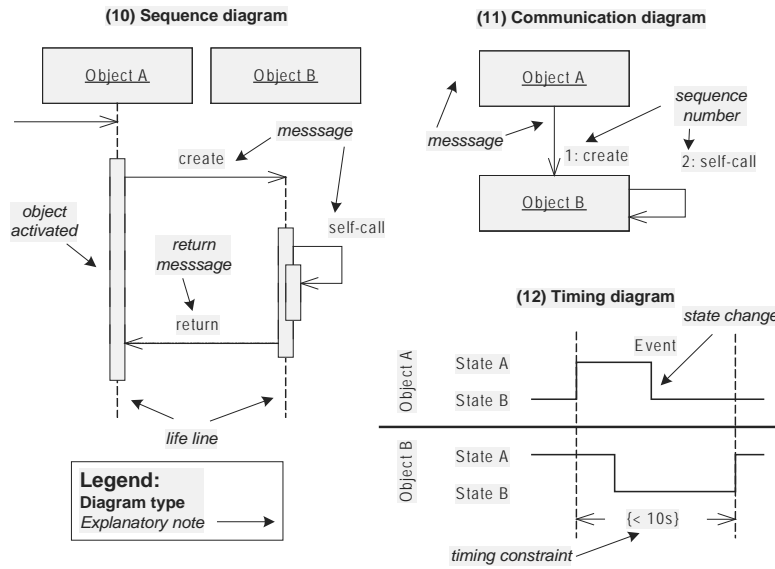 (10) Sequence diagram
Object A
Object B
messsage
create
self-call
object
activated
return
messsage
return
life line
Legend:
Diagram type
Explanatory note
(11) Communication diagram
Object A
messsage
sequence
number
1: create
2: self-call
Object B
(12) Timing diagram
state change
Event
Object A
State A
State B
Object B
State A
State B
{< 10s}
timing constraint